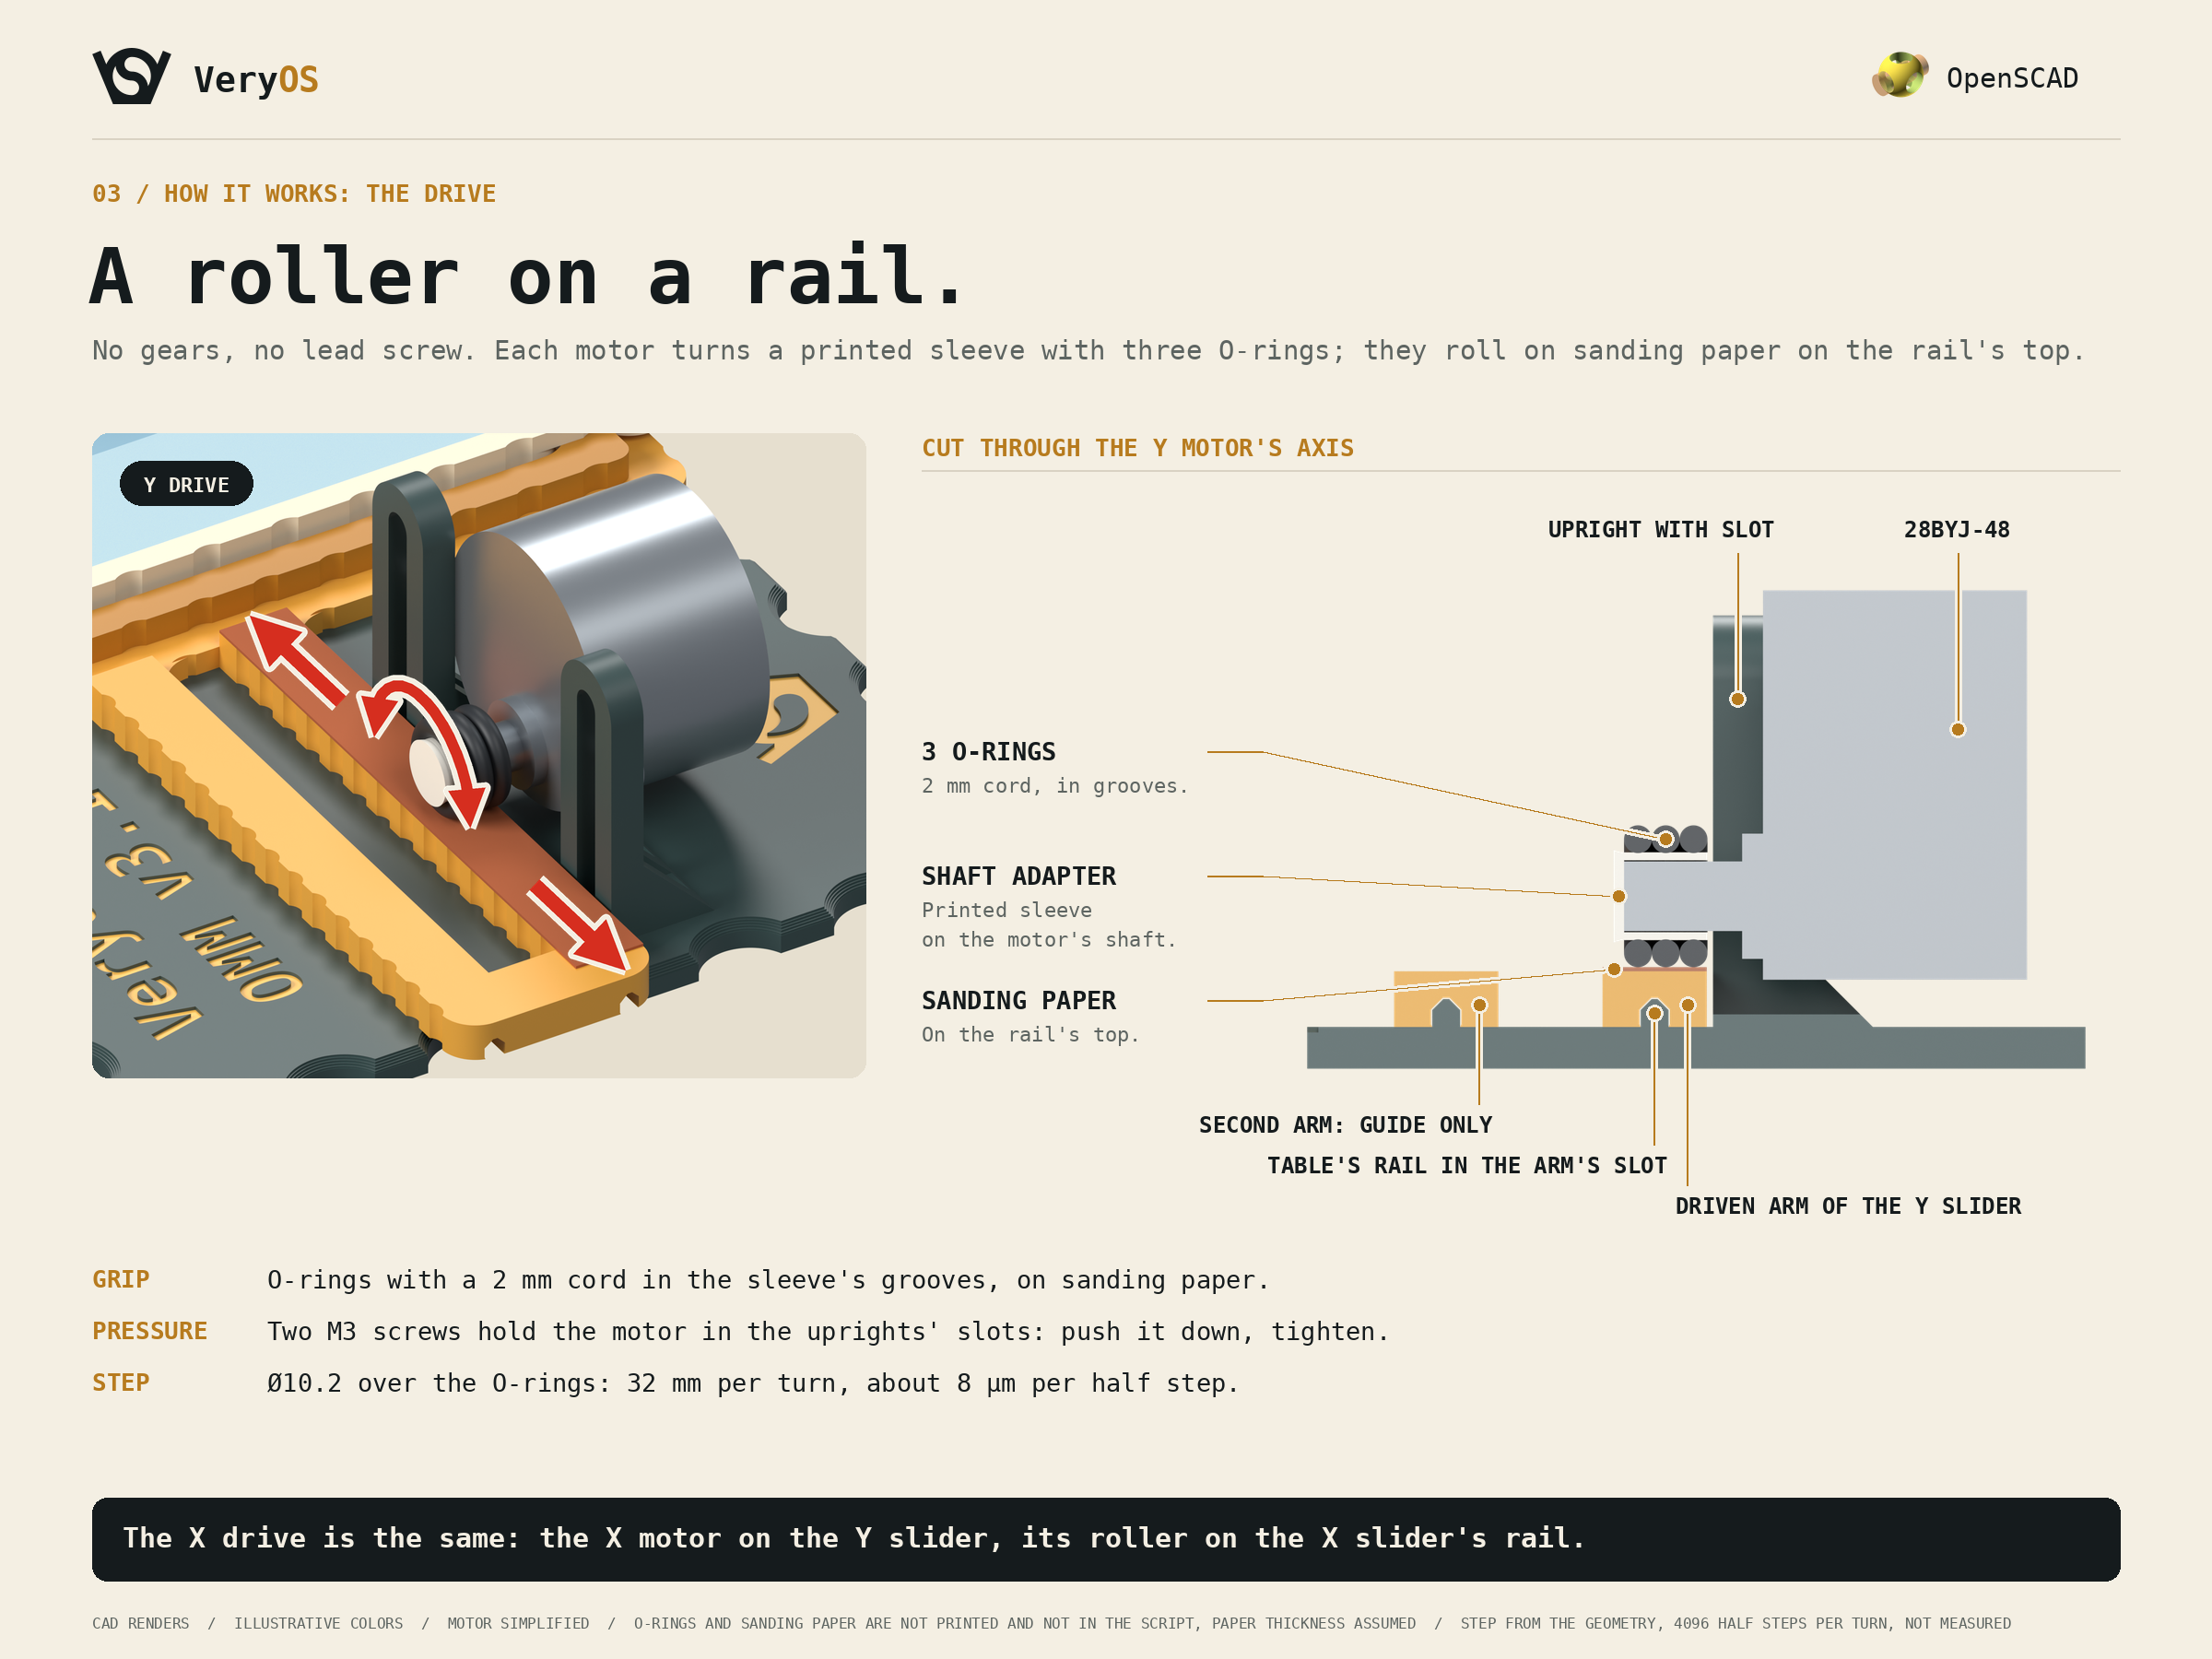 VeryOS
OpenSCAD
03 / HOW IT WORKS: THE DRIVE
A roller on a rail.
No gears, no lead screw. Each motor turns a printed sleeve with three O-rings; they roll on sanding paper on the rail's top.
Y DRIVE
CUT THROUGH THE Y MOTOR'S AXIS
UPRIGHT WITH SLOT
28BYJ-48
3 O-RINGS
2 mm cord, in grooves.
SHAFT ADAPTER
Printed sleeve
on the motor's shaft.
SANDING PAPER
On the rail's top.
SECOND ARM: GUIDE ONLY
TABLE'S RAIL IN THE ARM'S SLOT
DRIVEN ARM OF THE Y SLIDER
GRIP O-rings with a 2 mm cord in the sleeve's grooves, on sanding paper.
PRESSURE Two M3 screws hold the motor in the uprights' slots: push it down, tighten.
STEP Ø10.2 over the O-rings: 32 mm per turn, about 8 µm per half step.
The X drive is the same: the X motor on the Y slider, its roller on the X slider's rail.
CAD RENDERS / ILLUSTRATIVE COLORS / MOTOR SIMPLIFIED / O-RINGS AND SANDING PAPER ARE NOT PRINTED AND NOT IN THE SCRIPT, PAPER THICKNESS ASSUMED / STEP FROM THE GEOMETRY, 4096 HALF STEPS PER TURN, NOT MEASURED